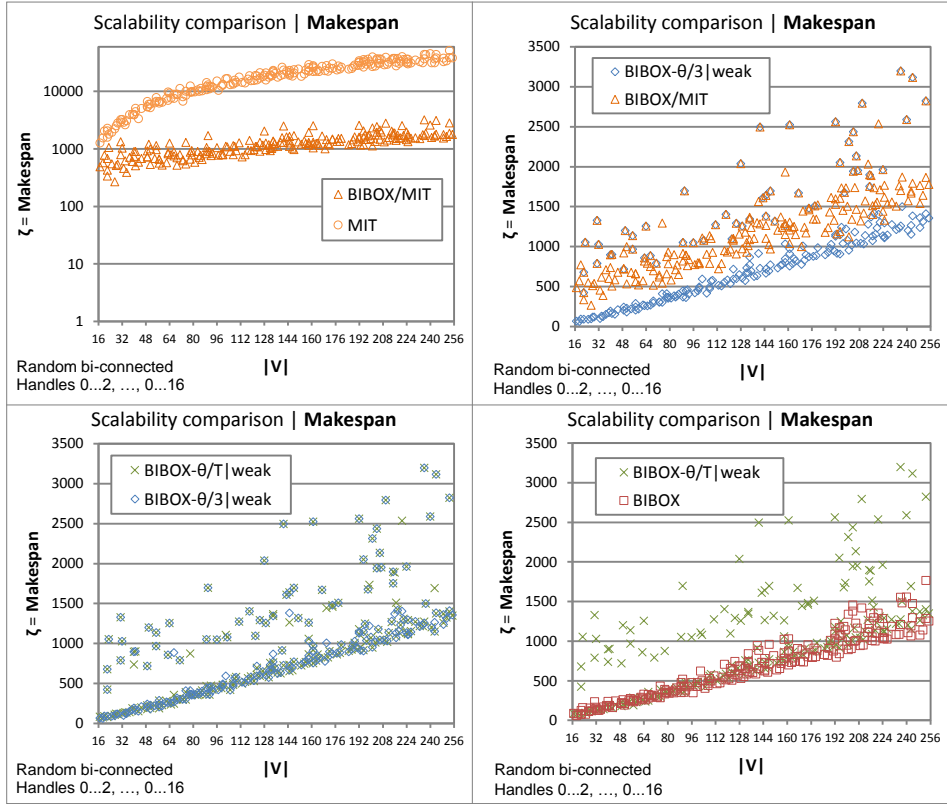 Scalability comparison | Makespan
ζ = Makespan
10000
1000
100
10
1
BIBOX/MIT
MIT
16 32 48 64 80 96 112 128 144 160 176 192 208 224 240 256
|V|
Random bi-connected
Handles 0...2, …, 0...16
Scalability comparison | Makespan
ζ = Makespan
3500
3000
2500
2000
1500
1000
500
0
BIBOX-θ/3|weak
BIBOX/MIT
16 32 48 64 80 96 112 128 144 160 176 192 208 224 240 256
|V|
Random bi-connected
Handles 0...2, …, 0...16
Scalability comparison | Makespan
ζ = Makespan
3500
3000
2500
2000
1500
1000
500
0
BIBOX-θ/T|weak
BIBOX-θ/3|weak
16 32 48 64 80 96 112 128 144 160 176 192 208 224 240 256
|V|
Random bi-connected
Handles 0...2, …, 0...16
Scalability comparison | Makespan
ζ = Makespan
3500
3000
2500
2000
1500
1000
500
0
BIBOX-θ/T|weak
BIBOX
16 32 48 64 80 96 112 128 144 160 176 192 208 224 240 256
|V|
Random bi-connected
Handles 0...2, …, 0...16